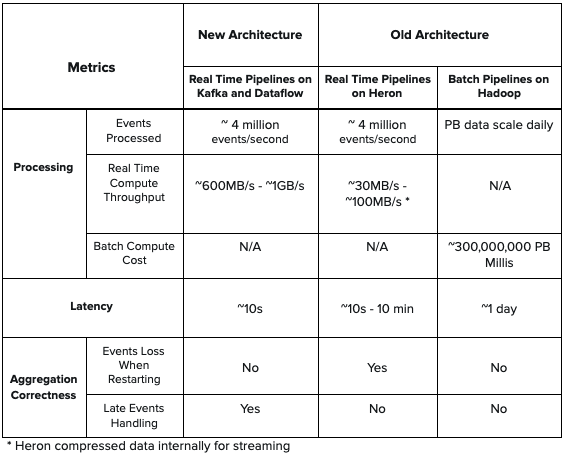 Metrics
New Architecture
Old Architecture
Real Time Pipelines on
Kafka and Dataflow
Real Time Pipelines
on Heron
Batch Pipelines on
Hadoop
Processing
Events
Processed
~ 4 million
events/second
~ 4 million
events/second
PB data scale daily
Real Time
Compute
Throughput
~600MB/s - ~1GB/s
~30MB/s -
~100MB/s *
N/A
Batch Compute
Cost
N/A
N/A
~300,000,000 PB
Millis
Latency
~10s
~10s - 10 min
~1 day
Aggregation
Correctness
Events Loss
When
Restarting
No
Yes
No
Late Events
Handling
Yes
No
No
* Heron compressed data internally for streaming